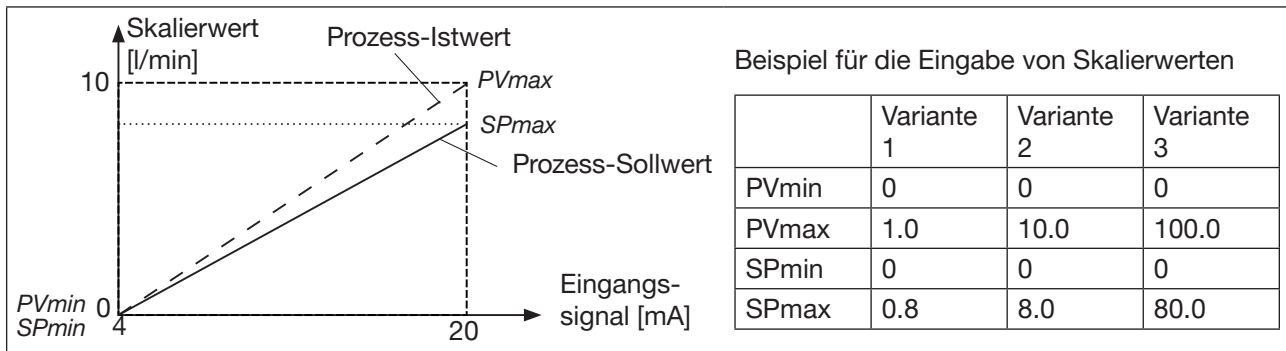 Skalierwert
[l/min]
Prozess-Istwert
10
PVmax
SPmax
Prozess-Sollwert
PVmin
SPmin
0
4
20
Eingangs-
signal [mA]
Beispiel für die Eingabe von Skalierwerten
Variante 1 Variante 2 Variante 3
PVmin 0 0 0
PVmax 1.0 10.0 100.0
SPmin 0 0 0
SPmax 0.8 8.0 80.0